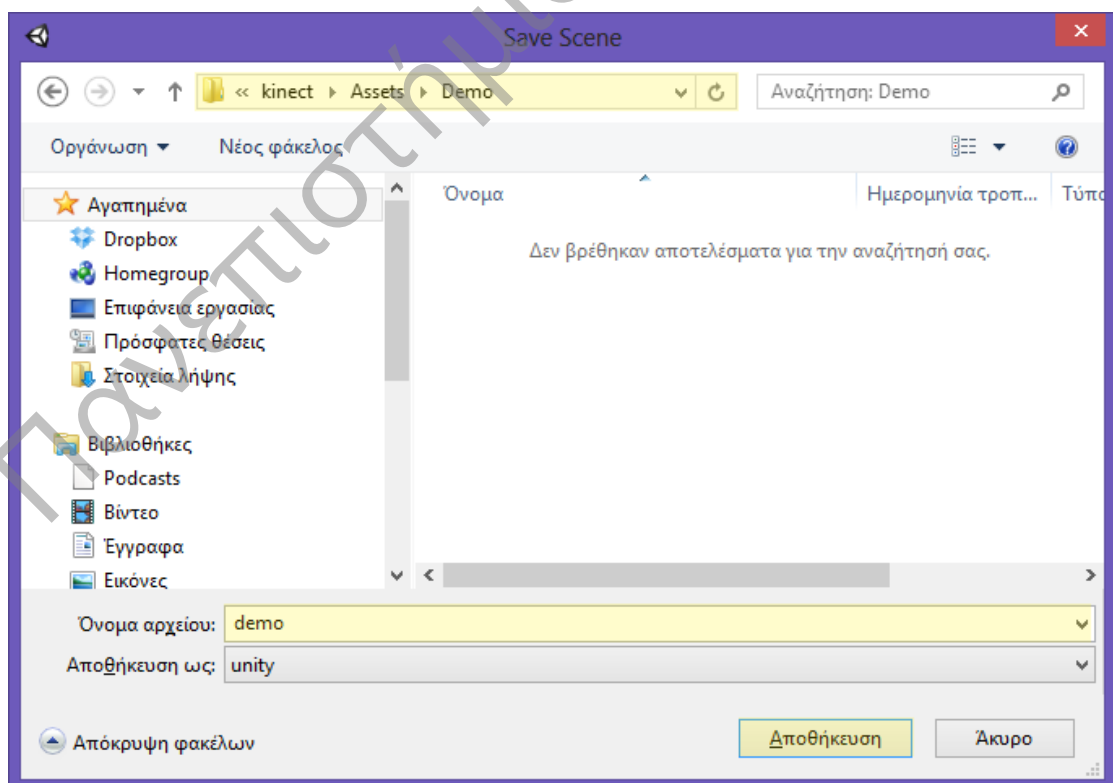 Save Scene
« kinect Assets Demo
Αναζήτηση: Demo
Οργάνωση Νέος φάκελος
Αγαπημένα
Dropbox
Homegroup
Επιφάνεια εργασίας
Πρόσφατες θέσεις
Στοιχεία λήψης
Βιβλιοθήκες
Podcasts
Βίντεο
Έγγραφα
Εικόνες
Όνομα Ημερομηνία τροπ...
Δεν βρέθηκαν αποτελέσματα για την αναζήτησή σας.
Όνομα αρχείου: demo
Αποθήκευση ως: unity
Απόκρυψη φακέλων Αποθήκευση Άκυρο